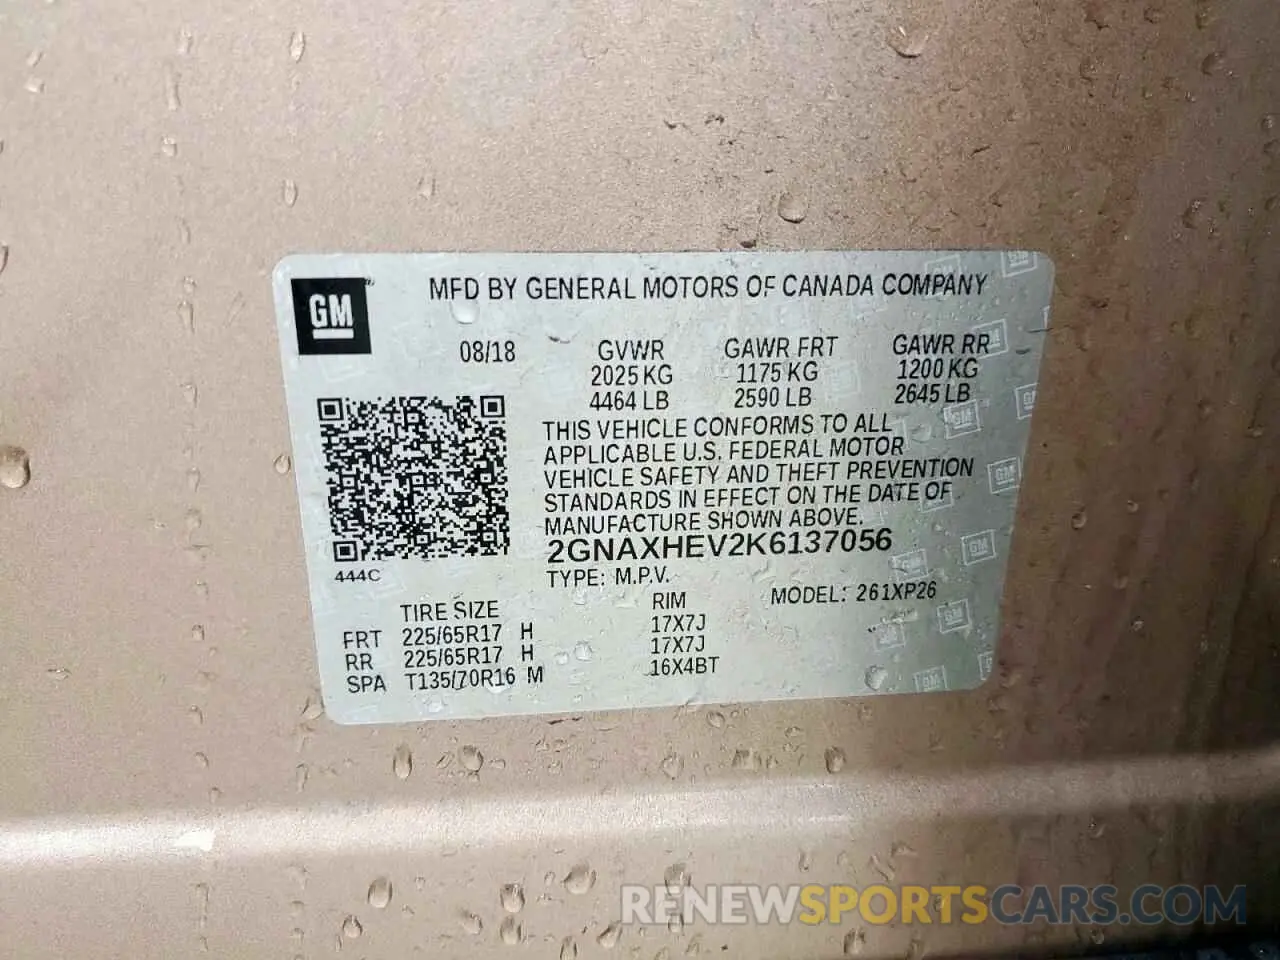 GM
MFD BY GENERAL MOTORS OF CANADA COMPANY
08/18 GVWR GAWR FRT GAWR RR
2025 KG 1175 KG 1200 KG
4464 LB 2590 LB 2645 LB
THIS VEHICLE CONFORMS TO ALL
APPLICABLE U.S. FEDERAL MOTOR
VEHICLE SAFETY AND THEFT PREVENTION
STANDARDS IN EFFECT ON THE DATE OF
MANUFACTURE SHOWN ABOVE.
2GNAXHEV2K6137056
444C
TYPE: M.P.V. MODEL: 261XP26
TIRE SIZE RIM
FRT 225/65R17 H 17X7J
RR 225/65R17 H 17X7J
SPA T135/70R16 M 16X4BT
RENEWSPORTSCARS.COM